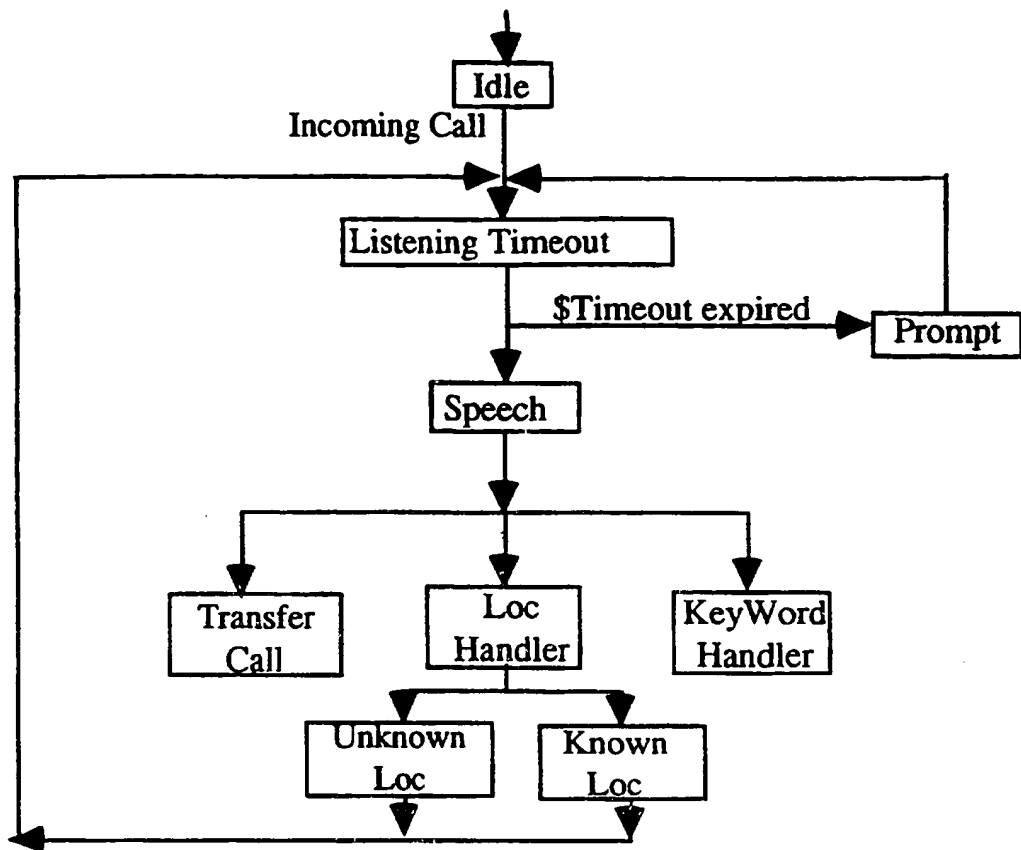 Idle
Incoming Call
Listening Timeout
$Timeout expired
Prompt
Speech
Transfer
Call
Loc
Handler
KeyWord
Handler
Unknown
Loc
Known
Loc